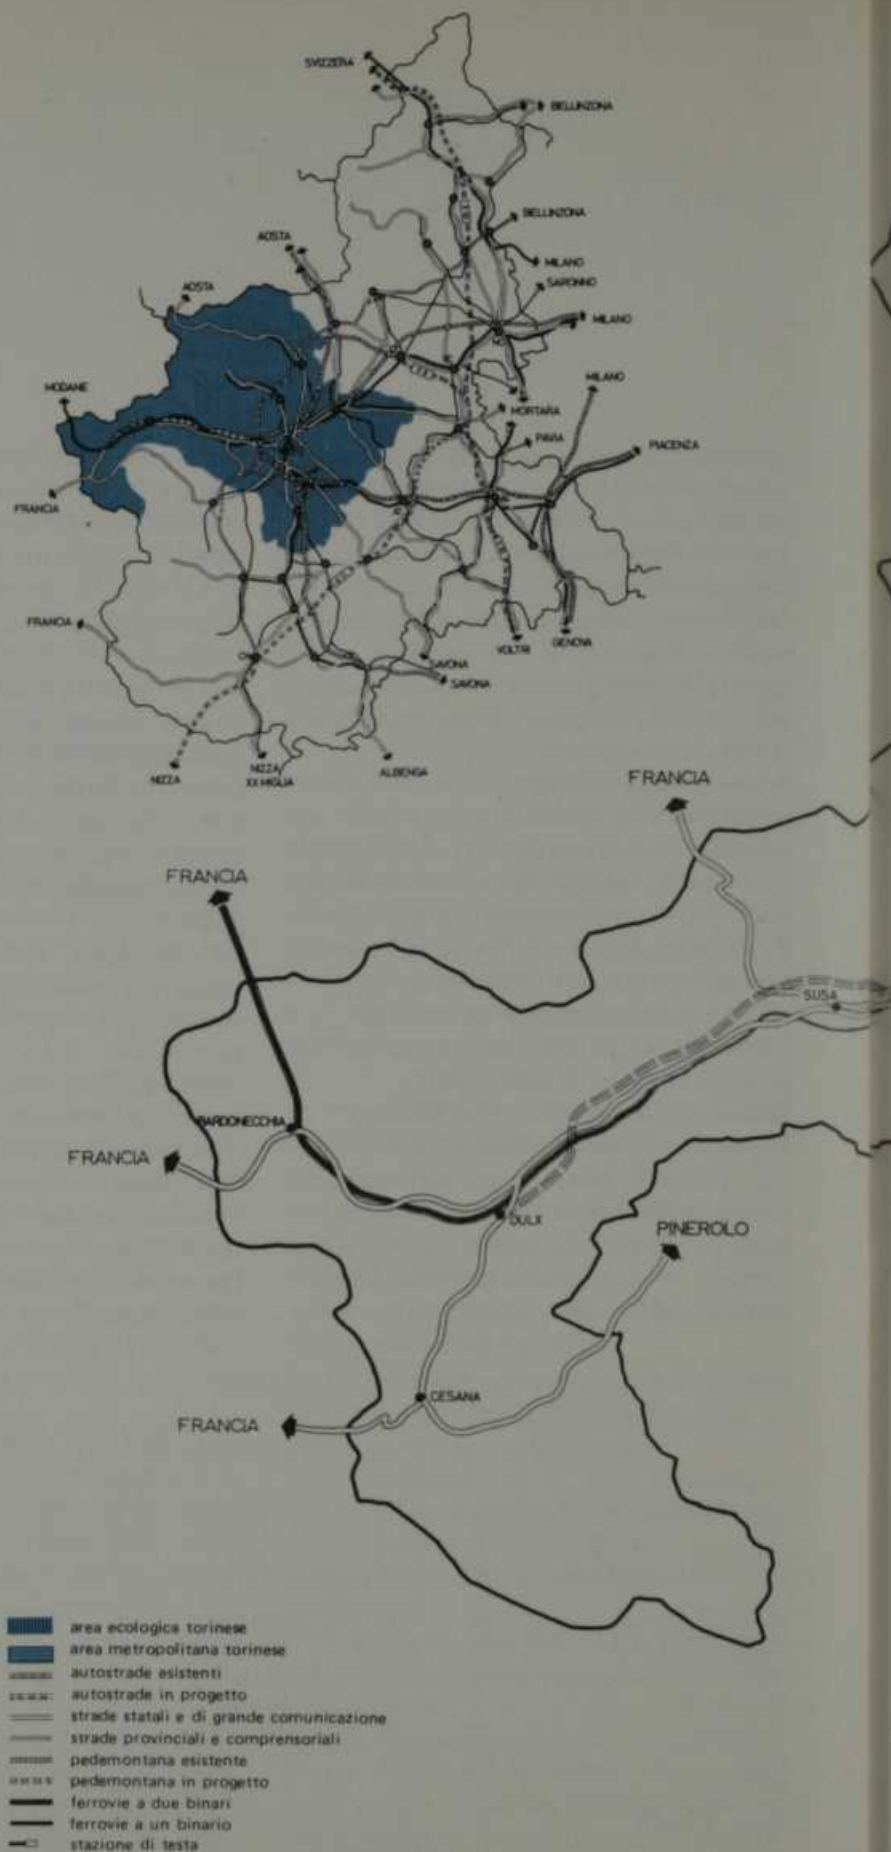 SVIZZERA
BELLINZONA
BELLINZONA
AOSTA
MILANO
AOSTA
SARONNO
MILANO
MODANE
MILANO
MORTARA
PAVIA
PIACENZA
FRANCIA
FRANCIA
VOLTRI
GENOVA
SAVONA
SAVONA
NIZZA
NIZZA
XX MIGLIA
ALBENGA
FRANCIA
FRANCIA
SUSA
BARDONECCHIA
FRANCIA
OULX
PINEROLO
CESANA
FRANCIA
area ecologica torinese
area metropolitana torinese
autostrade esistenti
autostrade in progetto
strade statali e di grande comunicazione
strade provinciali e comprensoriali
pedemontana esistente
pedemontana in progetto
ferrovie a due binari
ferrovie a un binario
stazione di testa